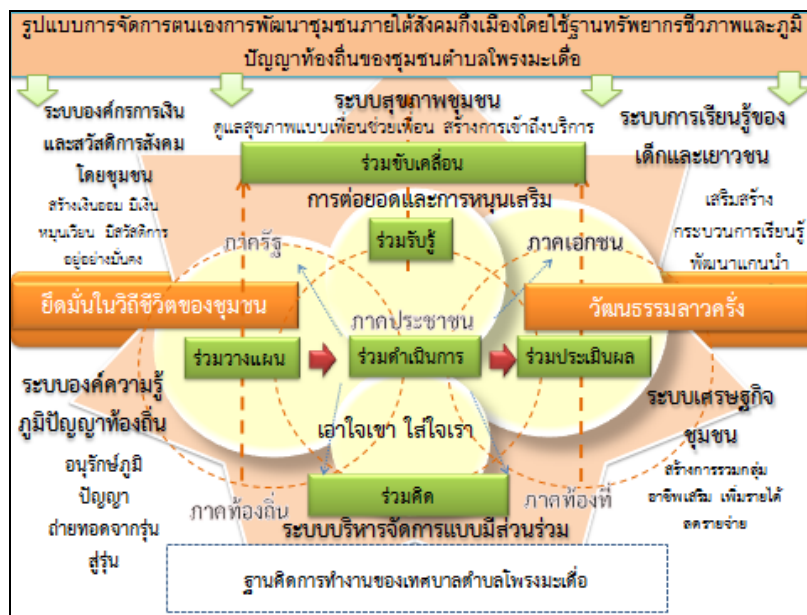 รูปแบบการจัดการตนเองการพัฒนาชุมชนภายใต้สังคมกึ่งเมืองโดยใช้ฐานทรัพยากรชีวภาพและภูมิ
ปัญญาท้องถิ่นของชุมชนตำบลโพรงมะเดื่อ
ระบบองค์กรการเงิน
และสวัสดิการสังคม
โดยชุมชน
สร้างเงินออม มีเงิน
หมุนเวียน มีสวัสดิการ
อยู่อย่างมั่นคง
ระบบสุขภาพชุมชน
ดูแลสุขภาพแบบเพื่อนช่วยเพื่อน สร้างการเข้าถึงบริการ
ร่วมขับเคลื่อน
การต่อยอดและการหนุนเสริม
ระบบการเรียนรู้ของ
เด็กและเยาวชน
เสริมสร้าง
กระบวนการเรียนรู้
พัฒนาแกนนำ
ภาครัฐ
ร่วมรับรู้
ภาคเอกชน
ยึดมั่นในวิถีชีวิตของชุมชน
วัฒนธรรมลาวครั่ง
ภาคประชาชน
ร่วมวางแผน
ร่วมดำเนินการ
ร่วมประเมินผล
ระบบองค์ความรู้
ภูมิปัญญาท้องถิ่น
อนุรักษ์ภูมิ
ปัญญา
ถ่ายทอดจากรุ่น
สู่รุ่น
เอาใจเขา ใส่ใจเรา
ระบบเศรษฐกิจ
ชุมชน
สร้างการรวมกลุ่ม
อาชีพเสริม เพิ่มรายได้
ลดรายจ่าย
ภาคท้องถิ่น
ร่วมคิด
ภาคท้องที่
ระบบบริหารจัดการแบบมีส่วนร่วม
ฐานคิดการทำงานของเทศบาลตำบลโพรงมะเดื่อ